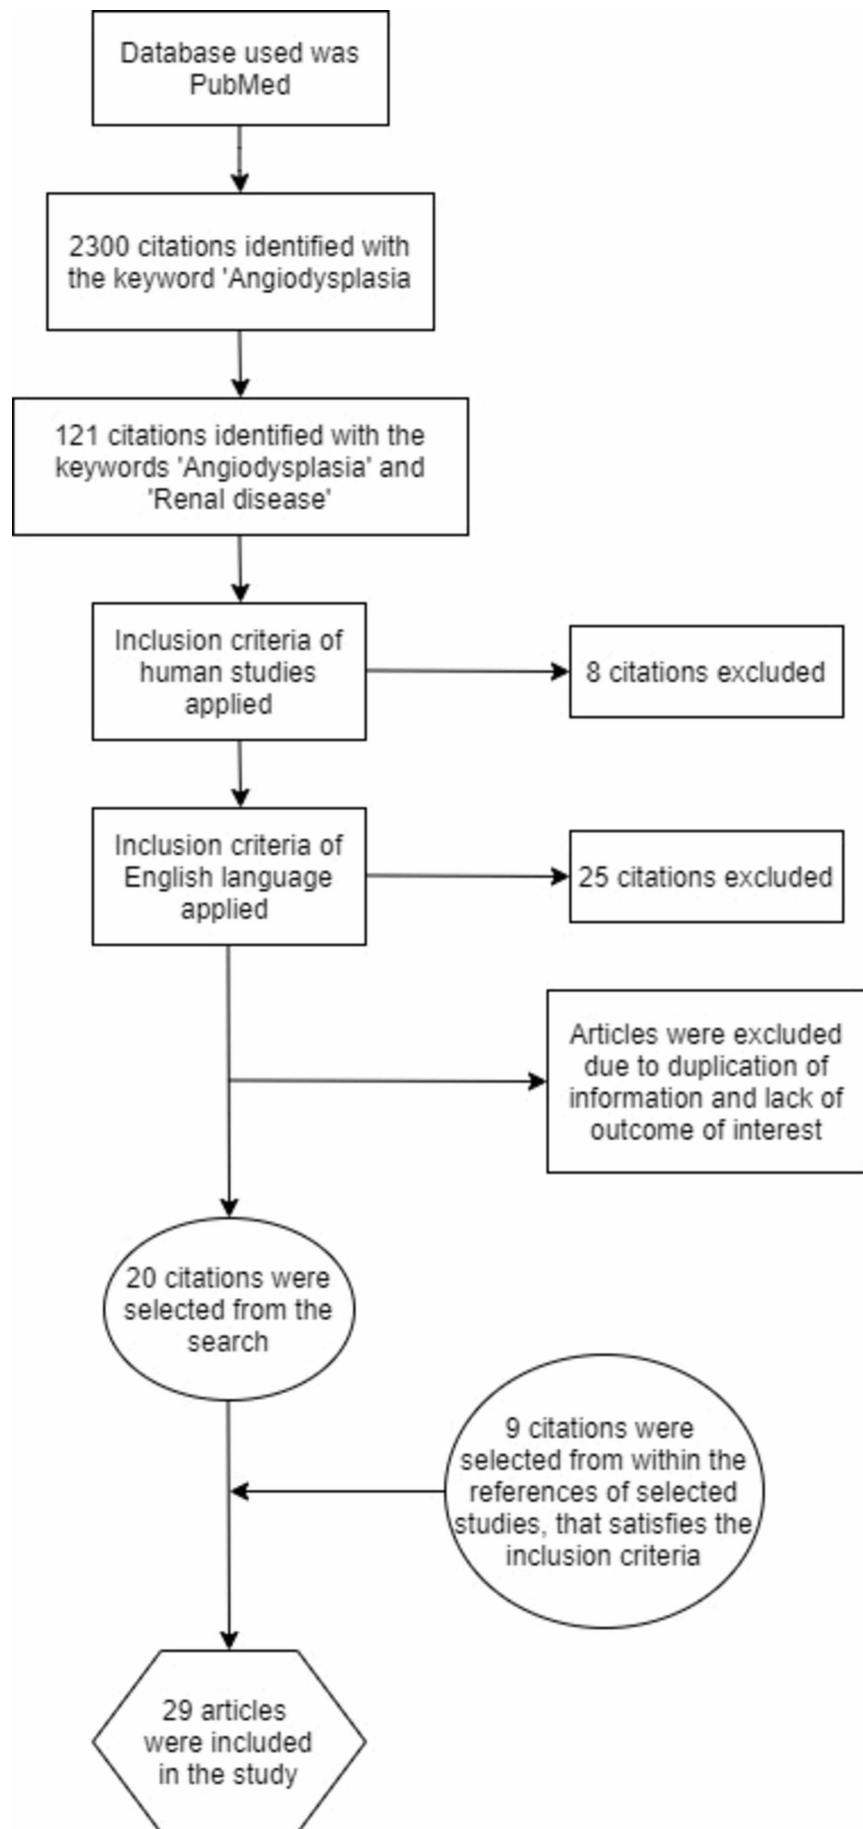 Database used was
PubMed
2300 citations identified with
the keyword 'Angiodysplasia
121 citations identified with the
keywords 'Angiodysplasia' and
'Renal disease'
Inclusion criteria of
human studies
applied
8 citations excluded
Inclusion criteria of
English language
applied
25 citations excluded
Articles were excluded
due to duplication of
information and lack of
outcome of interest
20 citations were
selected from the
search
9 citations were
selected from within the
references of selected
studies, that satisfies the
inclusion criteria
29 articles
were included
in the study